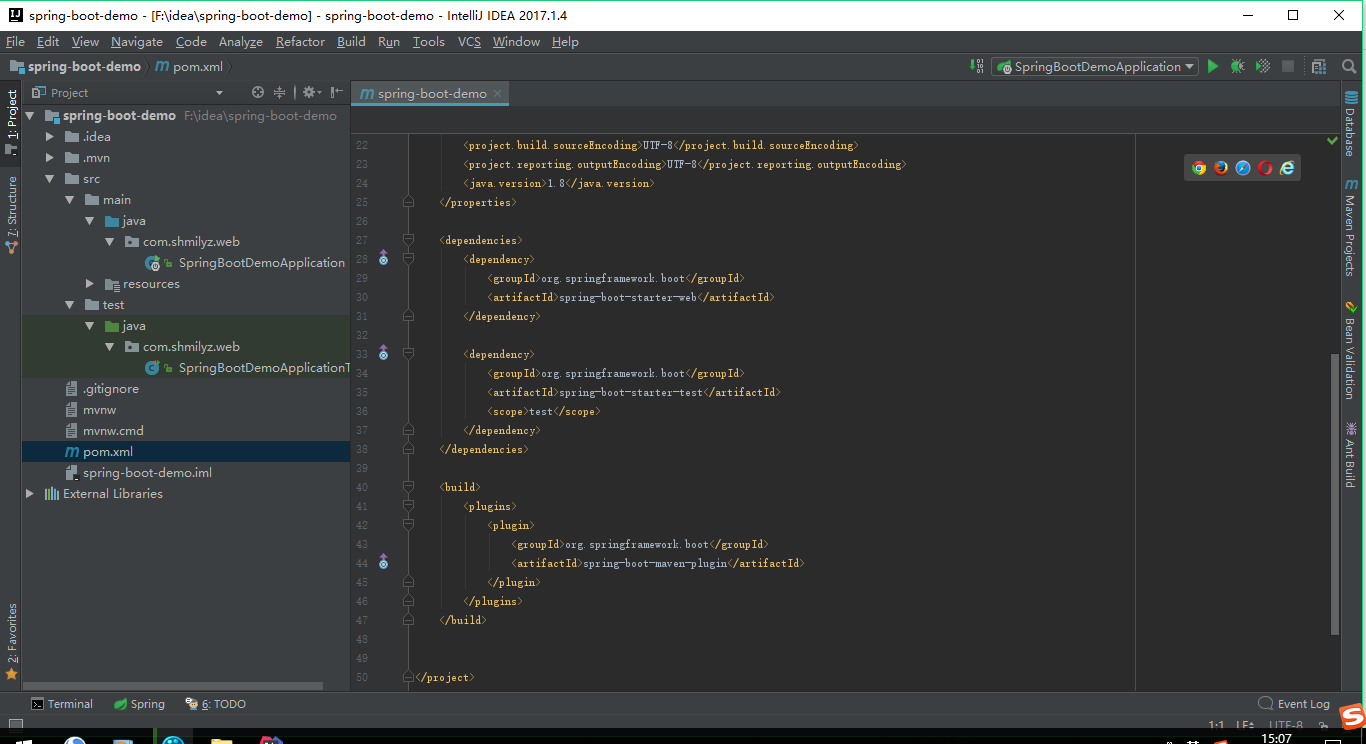 spring-boot-demo - [F:\idea\spring-boot-demo] - spring-boot-demo - IntelliJ IDEA 2017.1.4
File Edit View Navigate Code Analyze Refactor Build Run Tools VCS Window Help
spring-boot-demo pom.xml SpringBootDemoApplication
1: Project
7: Structure
2: Favorites
Project
spring-boot-demo F:\idea\spring-boot-demo
.idea
.mvn
src
main
java
com.shmilyz.web
SpringBootDemoApplication
resources
test
java
com.shmilyz.web
SpringBootDemoApplicationT
.gitignore
mvnw
mvnw.cmd
pom.xml
spring-boot-demo.iml
External Libraries
spring-boot-demo
22 <project.build.sourceEncoding>UTF-8</project.build.sourceEncoding>
23 <project.reporting.outputEncoding>UTF-8</project.reporting.outputEncoding>
24 <java.version>1.8</java.version>
25 </properties>
26
27 <dependencies>
28 <dependency>
29 <groupId>org.springframework.boot</groupId>
30 <artifactId>spring-boot-starter-web</artifactId>
31 </dependency>
32
33 <dependency>
34 <groupId>org.springframework.boot</groupId>
35 <artifactId>spring-boot-starter-test</artifactId>
36 <scope>test</scope>
37 </dependency>
38 </dependencies>
39
40 <build>
41 <plugins>
42 <plugin>
43 <groupId>org.springframework.boot</groupId>
44 <artifactId>spring-boot-maven-plugin</artifactId>
45 </plugin>
46 </plugins>
47 </build>
48
49
50 </project>
Database
Maven Projects
Bean Validation
Ant Build
Terminal Spring 6: TODO Event Log
1:1 LF UTF-8
15:07